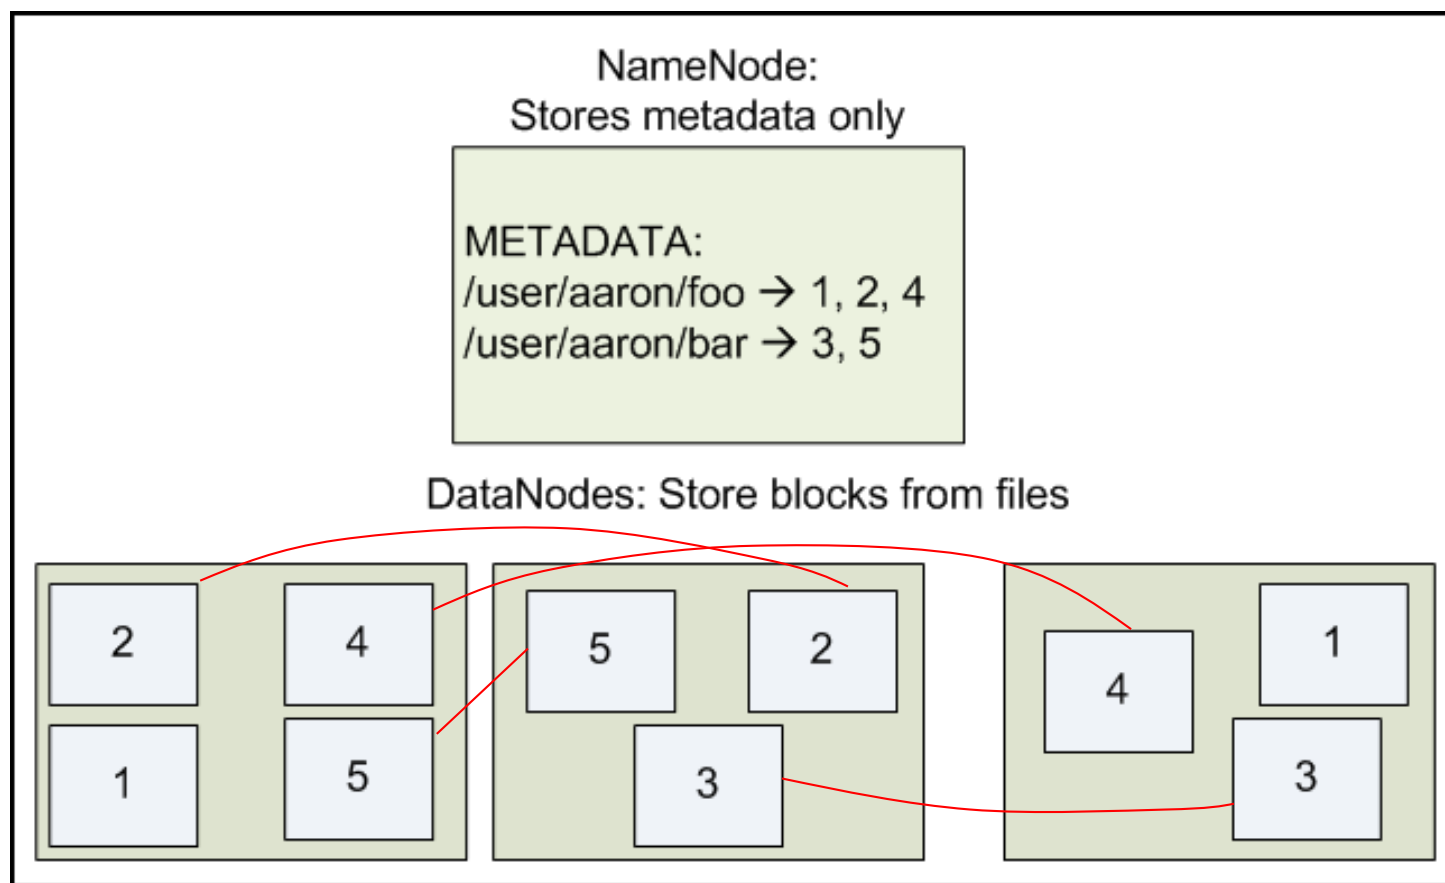 NameNode:
Stores metadata only
METADATA:
/user/aaron/foo → 1, 2, 4
/user/aaron/bar → 3, 5
DataNodes: Store blocks from files
2
4
1
5
5
2
3
4
1
3